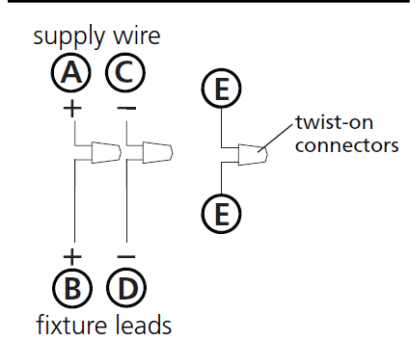 supply wire
A C E
+ −
twist-on
connectors
E
+ −
B D
fixture leads